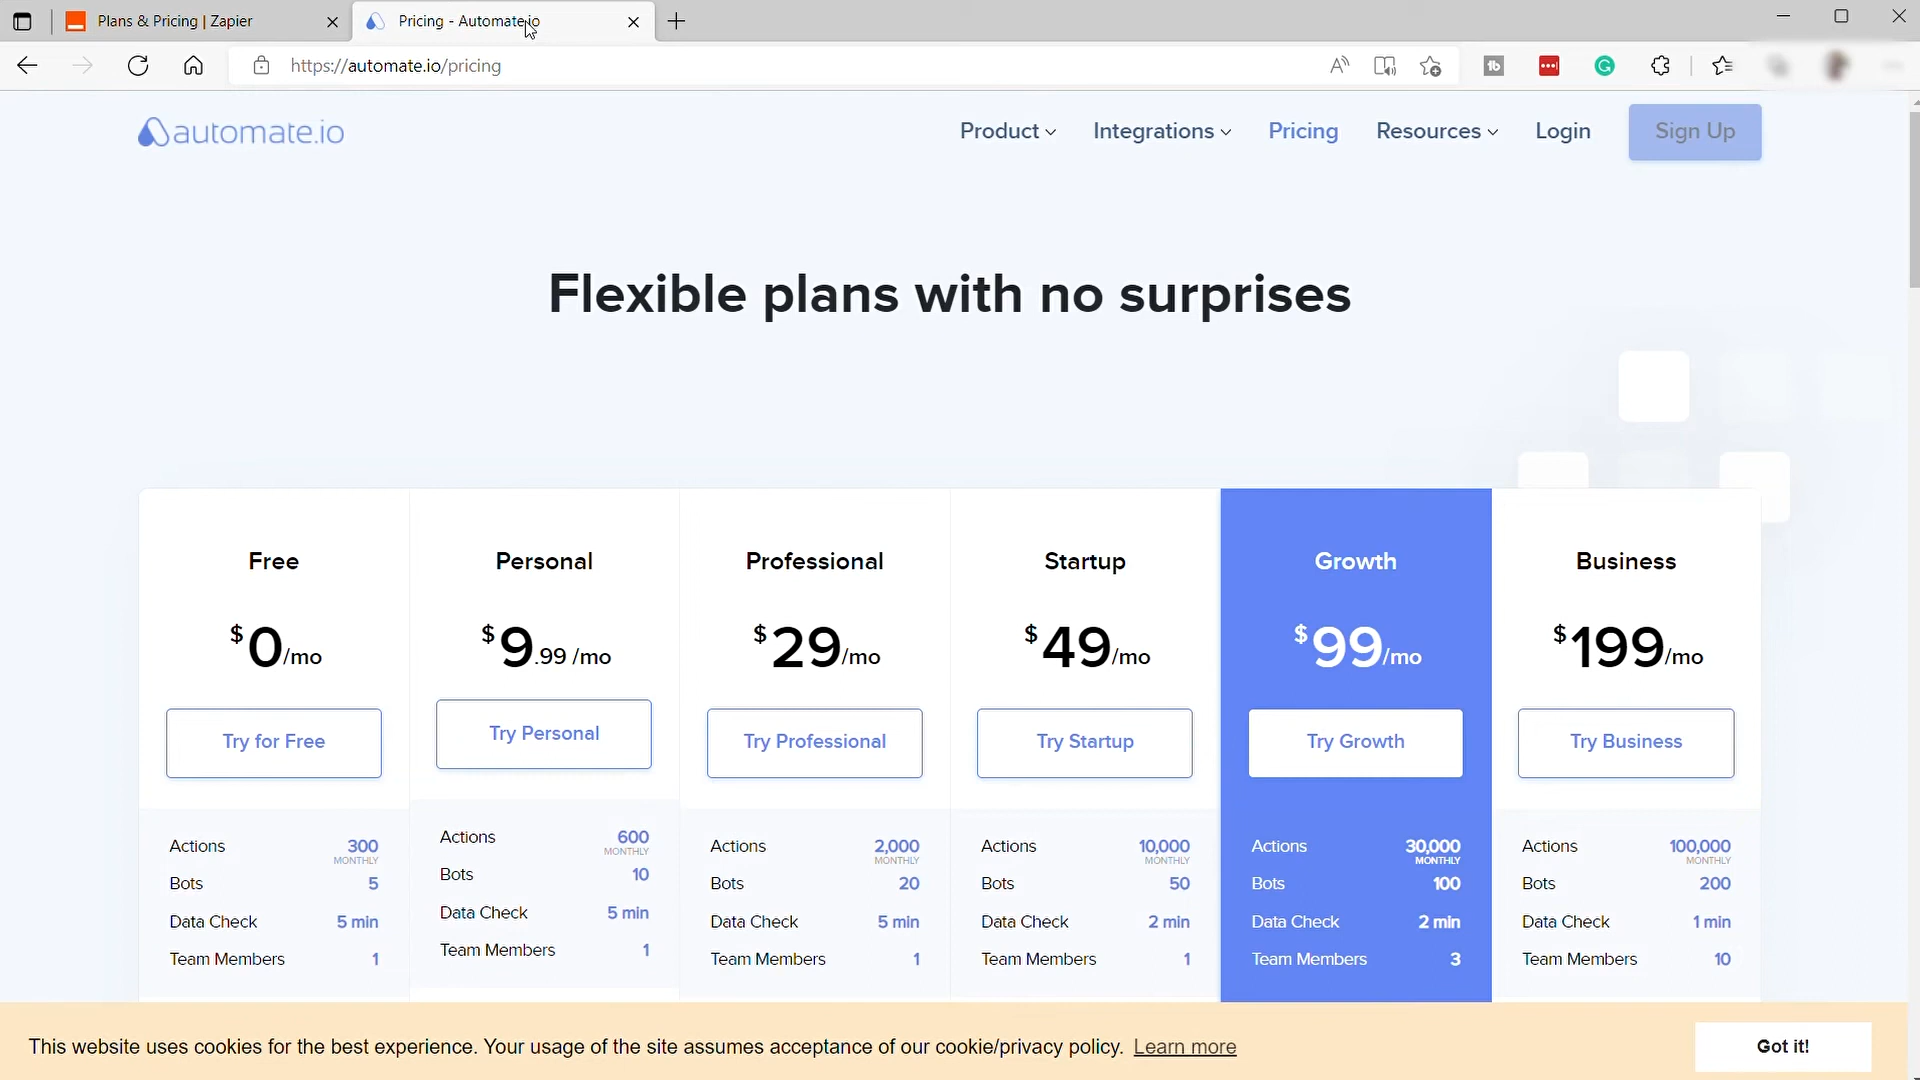 Plans & Pricing | Zapier
Pricing - Automate.io
https://automate.io/pricing
automate.io
Product
Integrations
Pricing
Resources
Login
Sign Up
Flexible plans with no surprises
Free
Personal
Professional
Startup
Growth
Business
$0/mo
$9.99 /mo
$29/mo
$49/mo
$99/mo
$199/mo
Try for Free
Try Personal
Try Professional
Try Startup
Try Growth
Try Business
Actions 300
MONTHLY
Bots 5
Data Check 5 min
Team Members 1
Actions 600
MONTHLY
Bots 10
Data Check 5 min
Team Members 1
Actions 2,000
MONTHLY
Bots 20
Data Check 5 min
Team Members 1
Actions 10,000
MONTHLY
Bots 50
Data Check 2 min
Team Members 1
Actions 30,000
MONTHLY
Bots 100
Data Check 2 min
Team Members 3
Actions 100,000
MONTHLY
Bots 200
Data Check 1 min
Team Members 10
This website uses cookies for the best experience. Your usage of the site assumes acceptance of our cookie/privacy policy. Learn more
Got it!